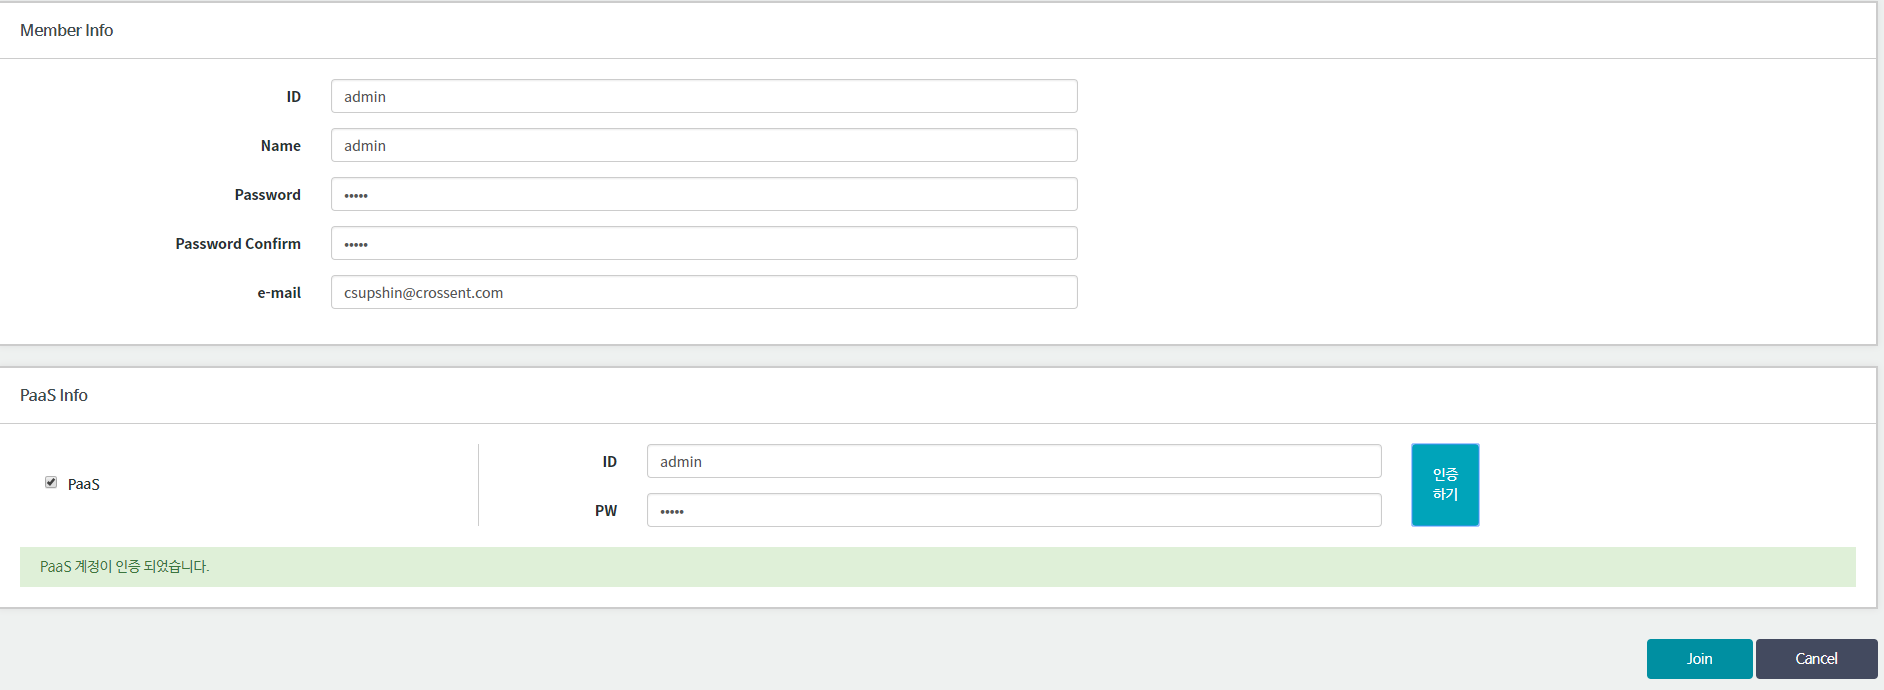 Member Info
ID admin
Name admin
Password •••••
Password Confirm •••••
e-mail csupshin@crossent.com
PaaS Info
PaaS
ID admin
PW •••••
인증
하기
PaaS 계정이 인증 되었습니다.
Join Cancel